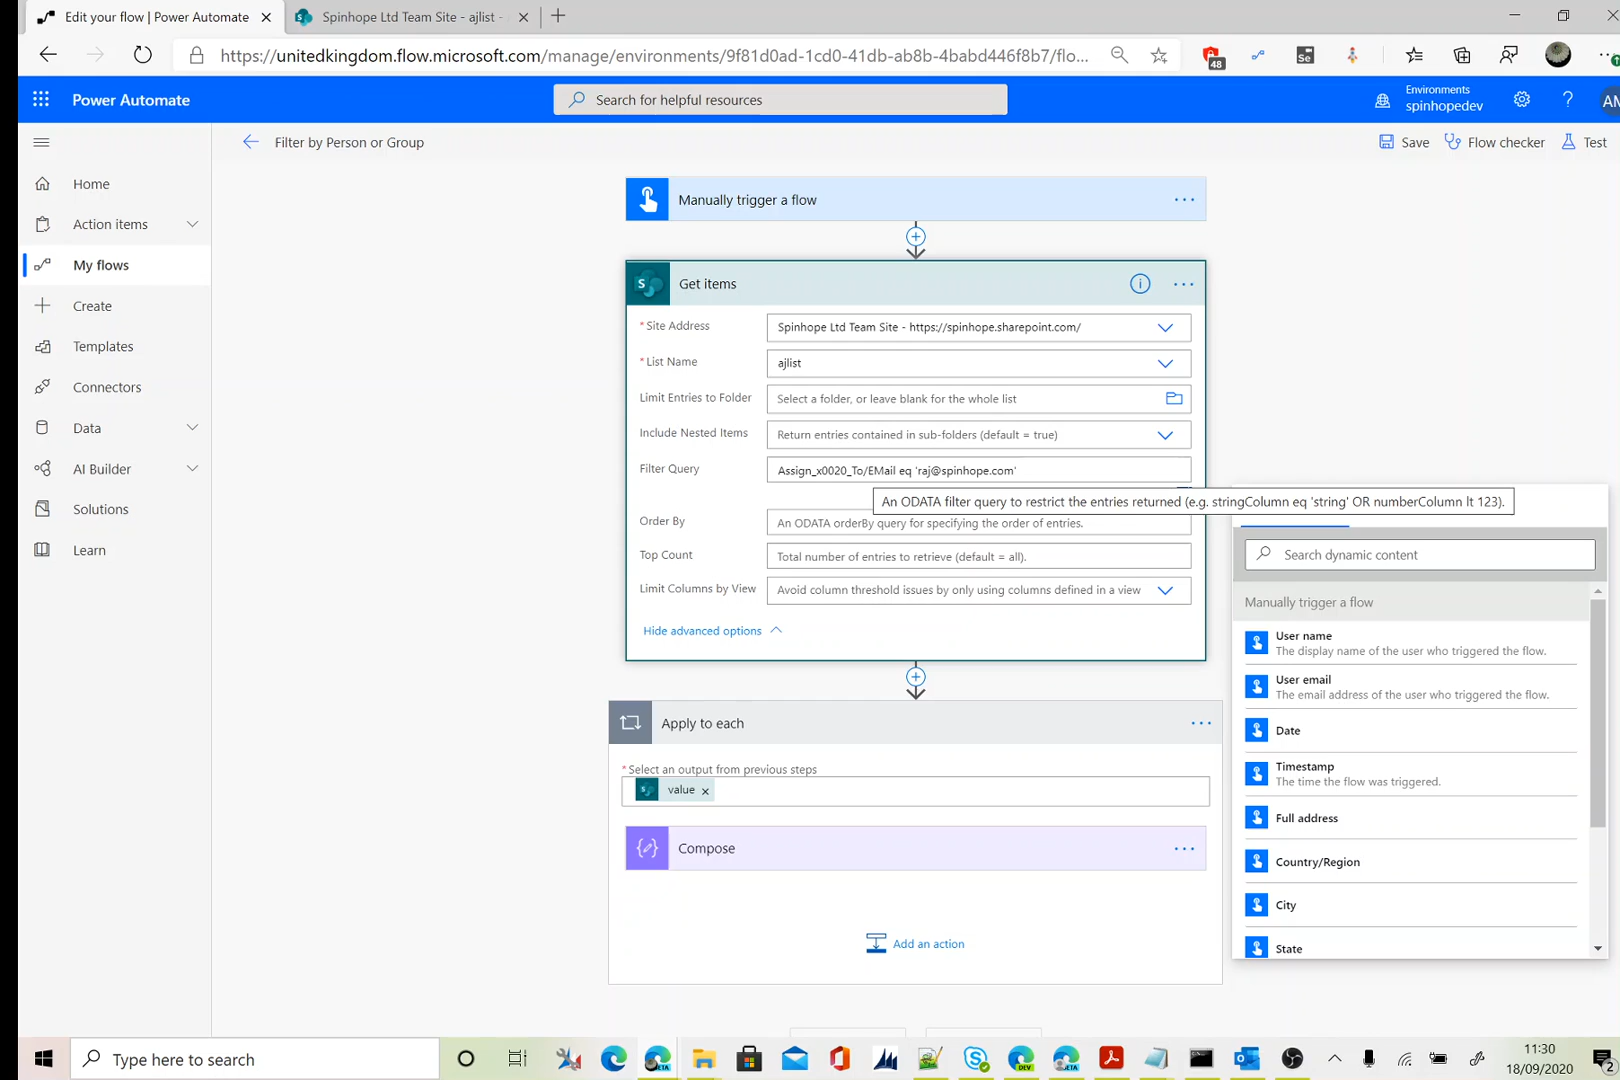 Edit your flow | Power Automate
Spinhope Ltd Team Site - ajlist -
https://unitedkingdom.flow.microsoft.com/manage/environments/9f81d0ad-1cd0-41db-ab8b-4babd446f8b7/flo...
48
Se
Power Automate
Search for helpful resources
Environments
spinhopedev
?
AM
Filter by Person or Group
Save
Flow checker
Test
Home
Action items
My flows
Create
Templates
Connectors
Data
AI Builder
Solutions
Learn
Manually trigger a flow
Get items
* Site Address
Spinhope Ltd Team Site - https://spinhope.sharepoint.com/
* List Name
ajlist
Limit Entries to Folder
Select a folder, or leave blank for the whole list
Include Nested Items
Return entries contained in sub-folders (default = true)
Filter Query
Assign_x0020_To/EMail eq 'raj@spinhope.com'
An ODATA filter query to restrict the entries returned (e.g. stringColumn eq 'string' OR numberColumn lt 123).
Order By
An ODATA orderBy query for specifying the order of entries.
Top Count
Total number of entries to retrieve (default = all).
Limit Columns by View
Avoid column threshold issues by only using columns defined in a view
Hide advanced options
Apply to each
* Select an output from previous steps
value
Compose
Add an action
Search dynamic content
Manually trigger a flow
User name
The display name of the user who triggered the flow.
User email
The email address of the user who triggered the flow.
Date
Timestamp
The time the flow was triggered.
Full address
Country/Region
City
State
Type here to search
BETA
DEV
BETA
11:30
18/09/2020
2